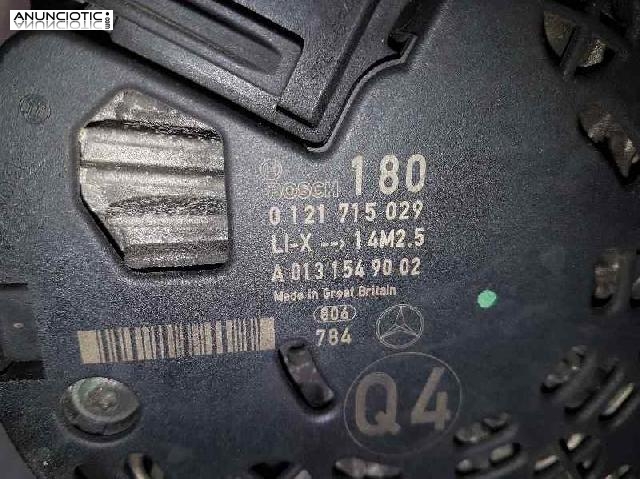 ANUNCIOTIC!
BOSCH 180
0 121 715 029
LI-X --> 14M2.5
A 013 154 90 02
Made in Great Britain
806
784
Q4